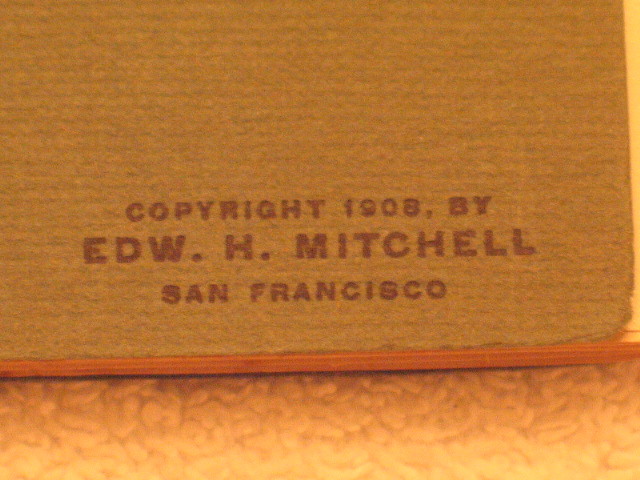 COPYRIGHT 1908, BY
EDW. H. MITCHELL
SAN FRANCISCO